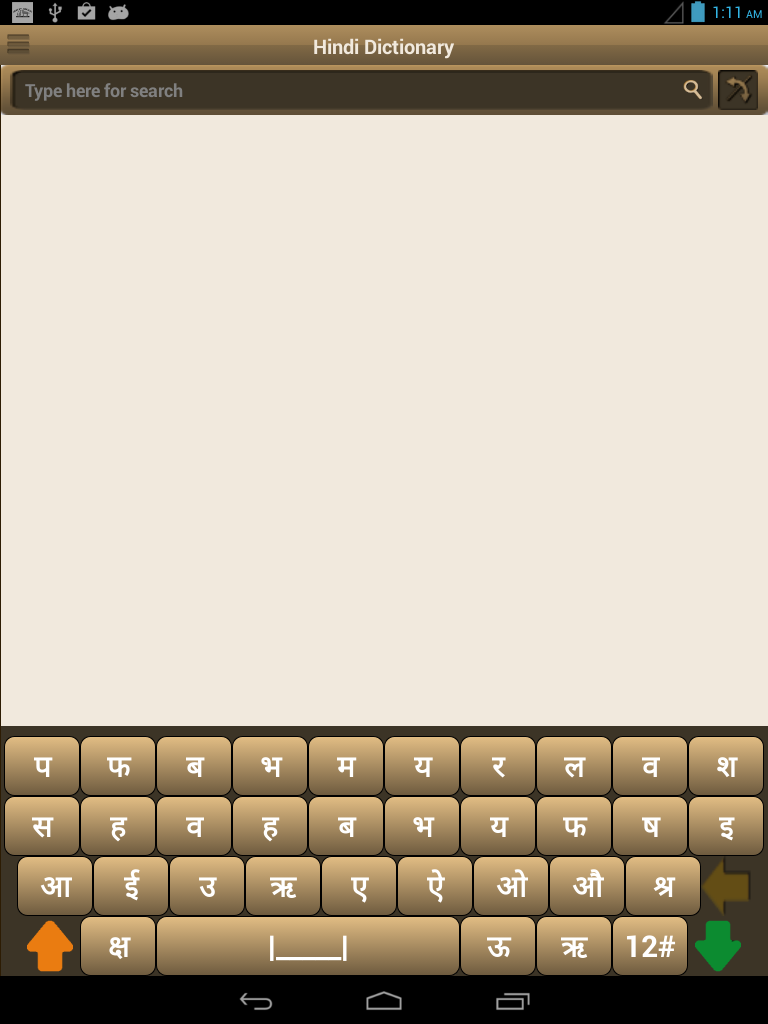 1:11 AM
Hindi Dictionary
Type here for search
प फ ब भ म य र ल व श
स ह व ह ब भ य फ ष इ
आ ई उ ऋ ए ऐ ओ औ श्र
क्ष |____| ऊ ऋ 12#